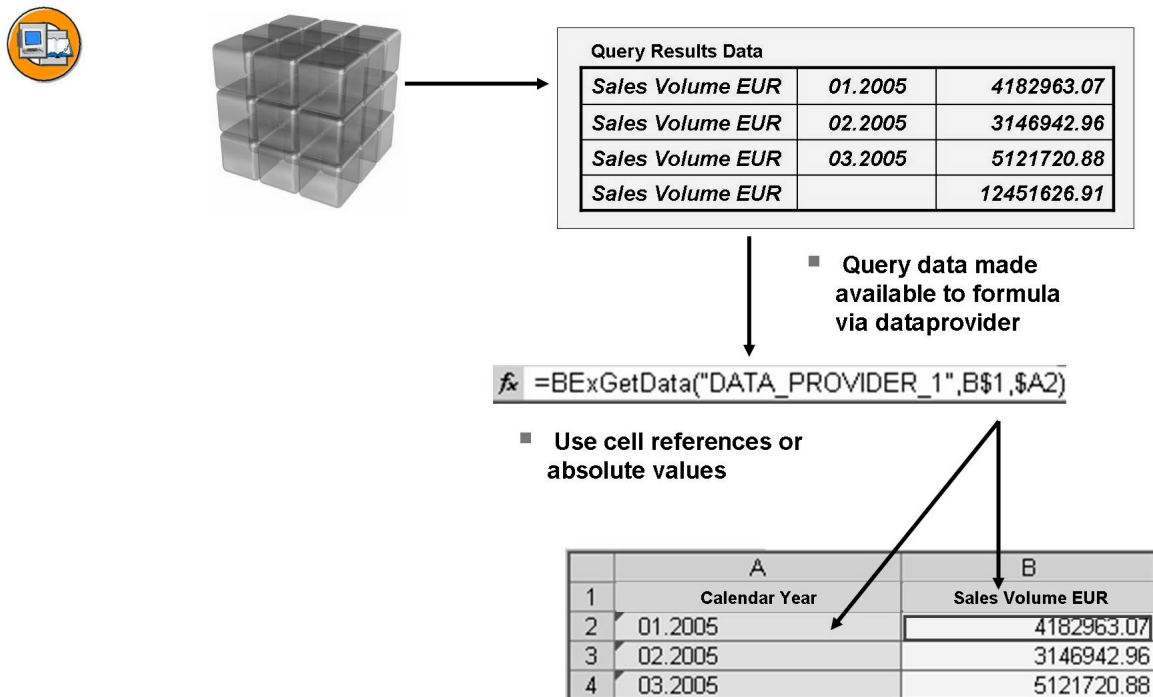 Query Results Data
Sales Volume EUR 01.2005 4182963.07
Sales Volume EUR 02.2005 3146942.96
Sales Volume EUR 03.2005 5121720.88
Sales Volume EUR 12451626.91
Query data made
available to formula
via dataprovider
fx =BExGetData("DATA_PROVIDER_1",B$1,$A2)
Use cell references or
absolute values
A B
1 Calendar Year Sales Volume EUR
2 01.2005 4182963.07
3 02.2005 3146942.96
4 03.2005 5121720.88